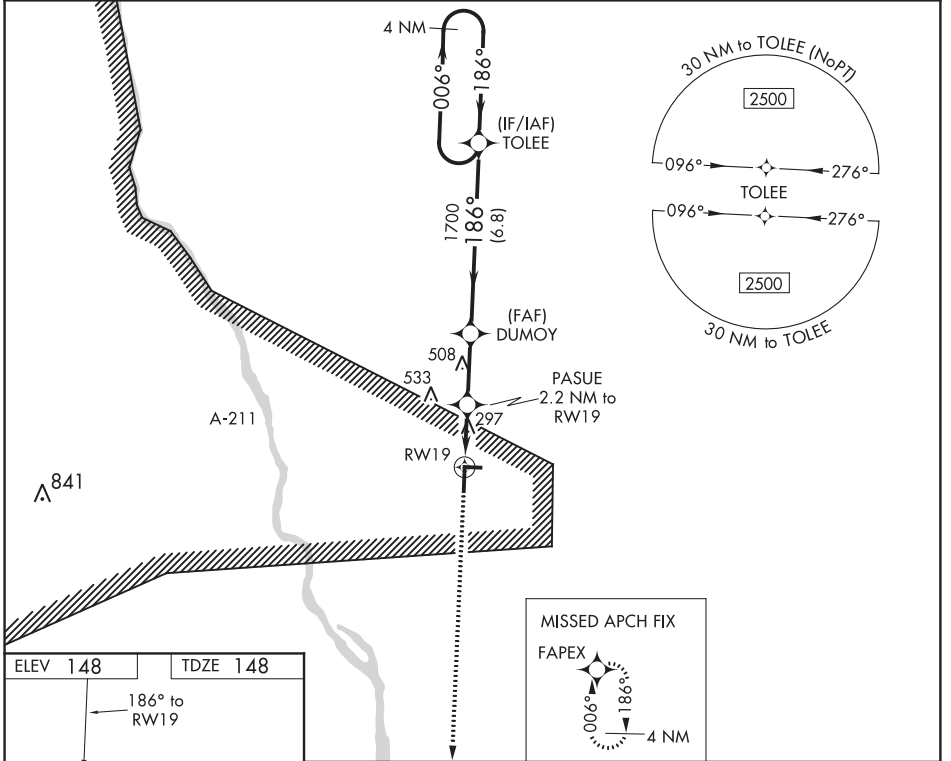 4 NM
006°
186°
(IF/IAF)
TOLEE
1700
186°
(6.8)
(FAF)
DUMOY
508
533
PASUE
2.2 NM to
RW19
297
RW19
A-211
841
30 NM to TOLEE (NoPT)
2500
096°
276°
TOLEE
096°
276°
2500
30 NM to TOLEE
MISSED APCH FIX
FAPEX
006°
186°
4 NM
ELEV 148
TDZE 148
186° to
RW19